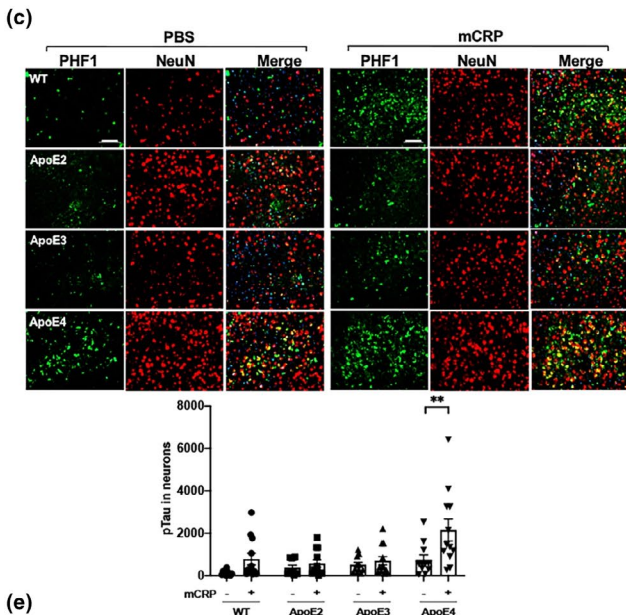 (c)
PBS mCRP
PHF1 NeuN Merge PHF1 NeuN Merge
WT
ApoE2
ApoE3
ApoE4
**
8000
6000
4000
2000
0
pTau in neurons
mCRP - + - + - + - +
WT ApoE2 ApoE3 ApoE4
(e)